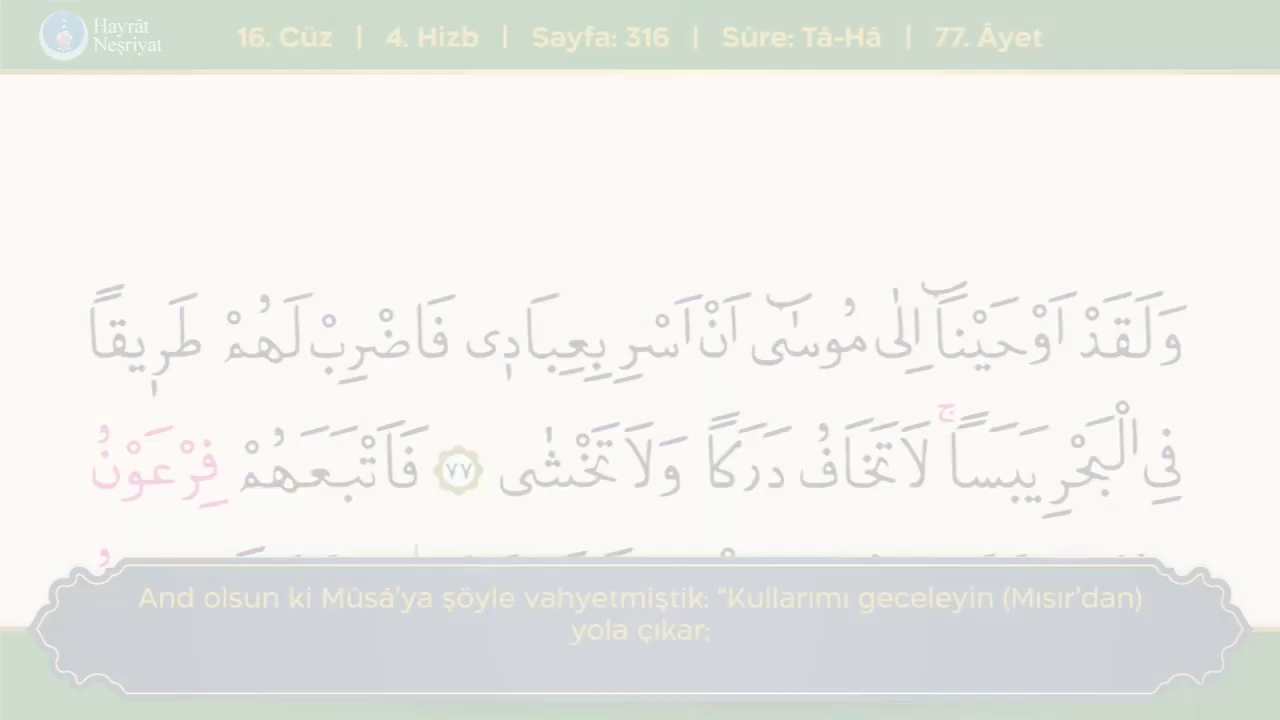 Hayrât
Neşriyat
16. Cüz | 4. Hizb | Sayfa: 316 | Sûre: Tâ-Hâ | 77. Âyet
وَلَقَدْ اَوْحَيْنَٓا اِلٰى مُوسٰٓى اَنْ اَسْرِ بِعِبَادٖى فَاضْرِبْ لَهُمْ طَرٖيقًا
فِى الْبَحْرِ يَبَسًاۚ لَا تَخَافُ دَرَكًا وَلَا تَخْشٰى ﴿٧٧﴾ فَاَتْبَعَهُمْ فِرْعَوْنُ
And olsun ki Mûsâ’ya şöyle vahyetmiştik: “Kullarımı geceleyin (Mısır’dan)
yola çıkar;